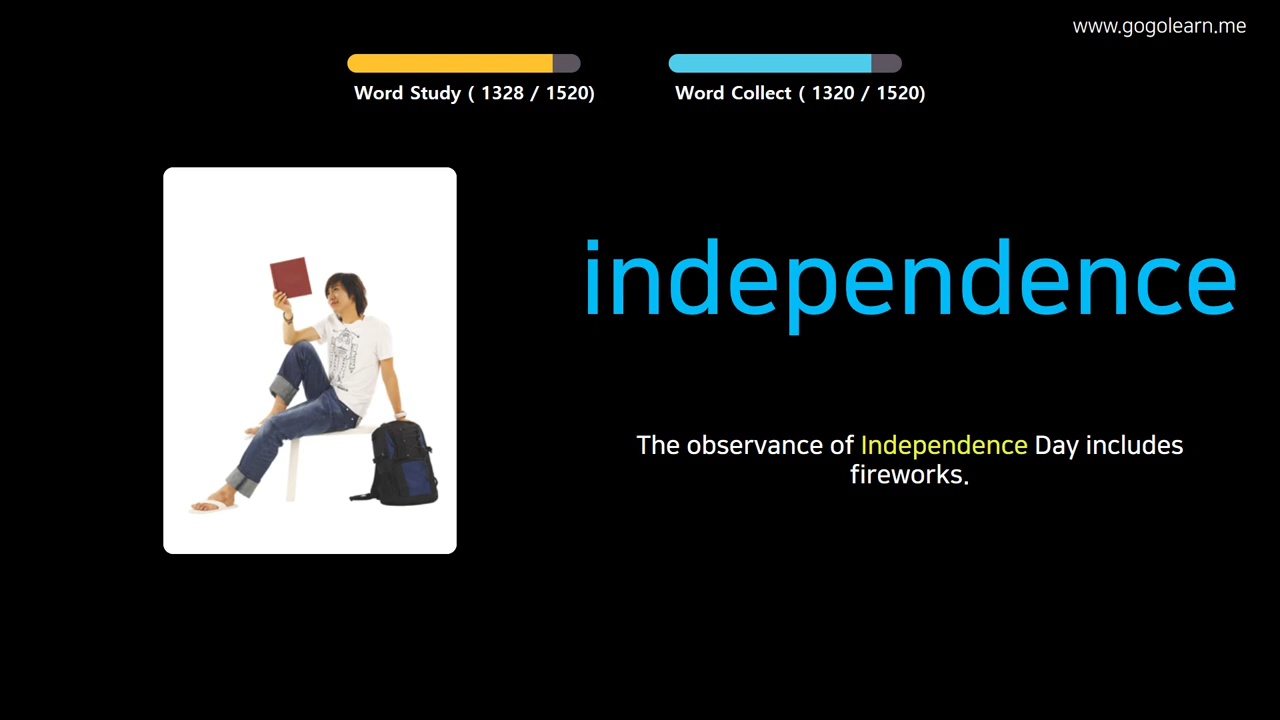 www.gogolearn.me
Word Study ( 1328 / 1520)
Word Collect ( 1320 / 1520)
independence
The observance of Independence Day includes
fireworks.